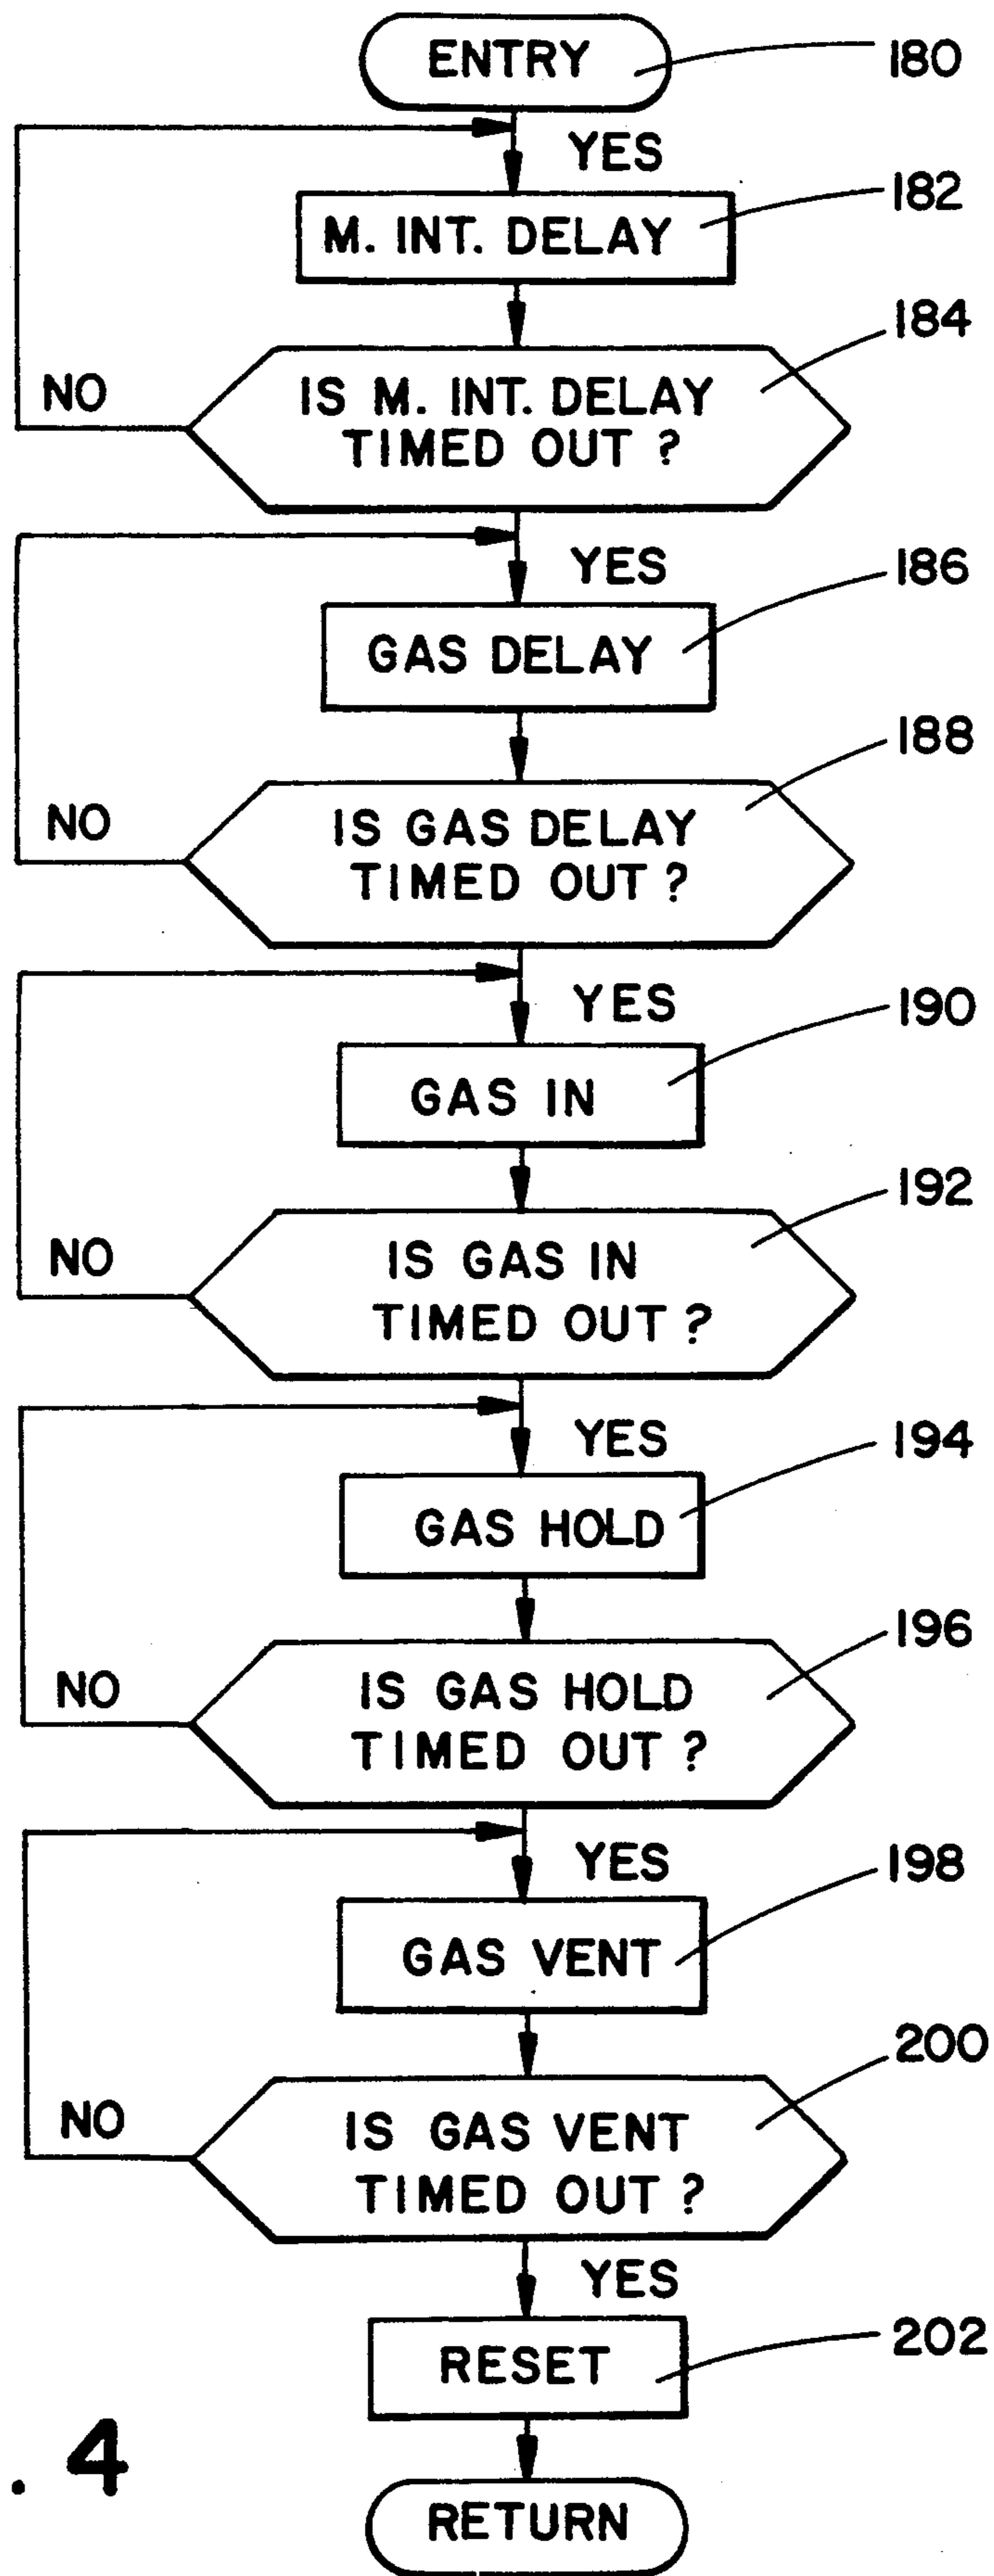 ENTRY
180
YES
182
M. INT. DELAY
184
NO
IS M. INT. DELAY
TIMED OUT ?
YES
186
GAS DELAY
188
NO
IS GAS DELAY
TIMED OUT ?
YES
190
GAS IN
192
NO
IS GAS IN
TIMED OUT ?
YES
194
GAS HOLD
196
NO
IS GAS HOLD
TIMED OUT ?
YES
198
GAS VENT
200
NO
IS GAS VENT
TIMED OUT ?
YES
202
RESET
. 4
RETURN